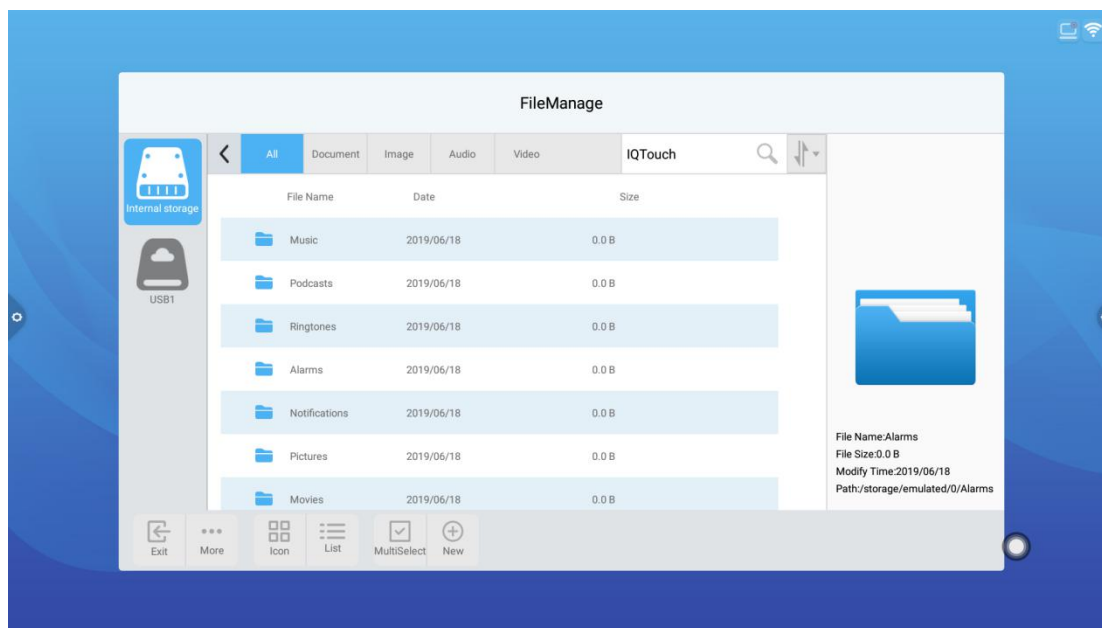 FileManage
Internal storage
USB1
All Document Image Audio Video IQTouch
File Name Date Size
Music 2019/06/18 0.0 B
Podcasts 2019/06/18 0.0 B
Ringtones 2019/06/18 0.0 B
Alarms 2019/06/18 0.0 B
Notifications 2019/06/18 0.0 B
Pictures 2019/06/18 0.0 B
Movies 2019/06/18 0.0 B
File Name:Alarms
File Size:0.0 B
Modify Time:2019/06/18
Path:/storage/emulated/0/Alarms
Exit More Icon List MultiSelect New